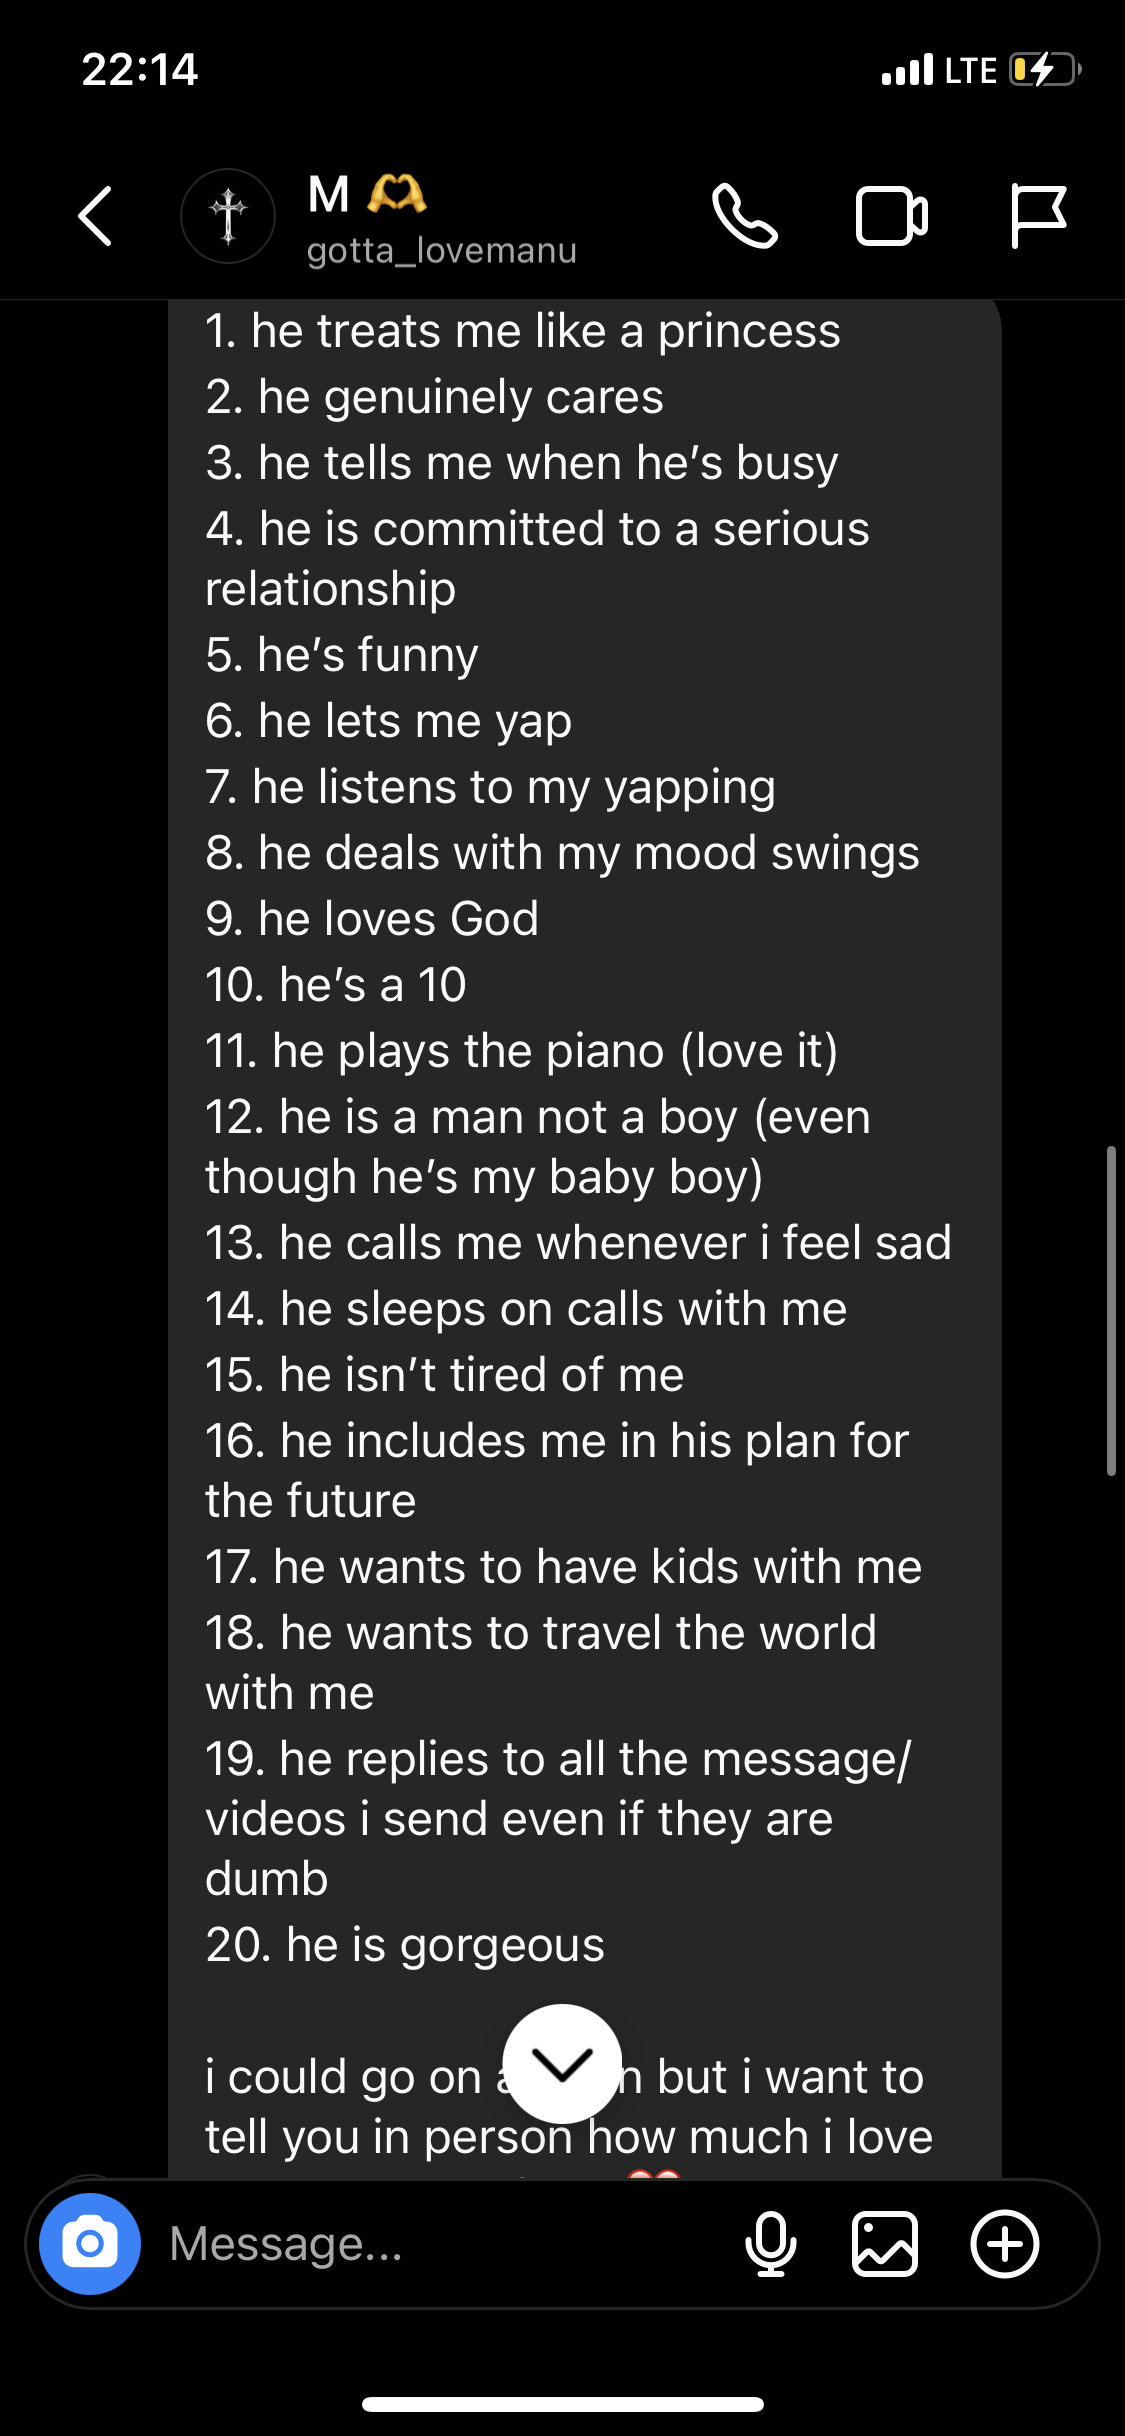 22:14
LTE
M
gotta_lovemanu
1. he treats me like a princess
2. he genuinely cares
3. he tells me when he’s busy
4. he is committed to a serious
relationship
5. he’s funny
6. he lets me yap
7. he listens to my yapping
8. he deals with my mood swings
9. he loves God
10. he’s a 10
11. he plays the piano (love it)
12. he is a man not a boy (even
though he’s my baby boy)
13. he calls me whenever i feel sad
14. he sleeps on calls with me
15. he isn’t tired of me
16. he includes me in his plan for
the future
17. he wants to have kids with me
18. he wants to travel the world
with me
19. he replies to all the message/
videos i send even if they are
dumb
20. he is gorgeous
i could go on but i want to
tell you in person how much i love
Message...